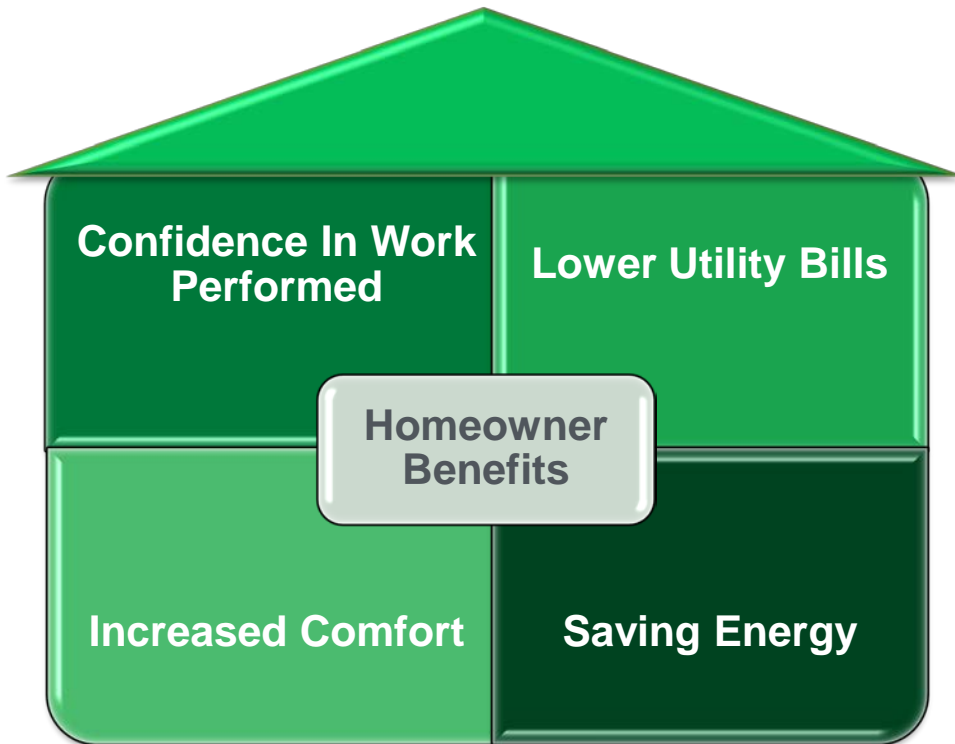 Confidence In Work
Performed
Lower Utility Bills
Homeowner
Benefits
Increased Comfort
Saving Energy